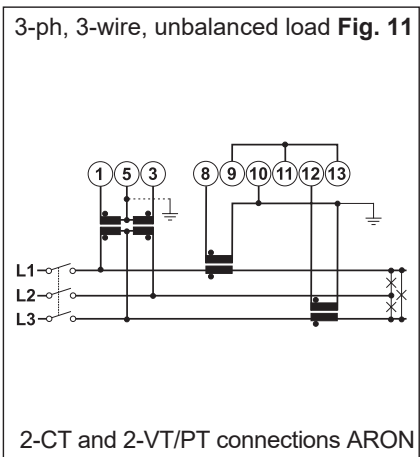 3-ph, 3-wire, unbalanced load Fig. 11
1 5 3 8 9 10 11 12 13
L1
L2
L3
2-CT and 2-VT/PT connections ARON